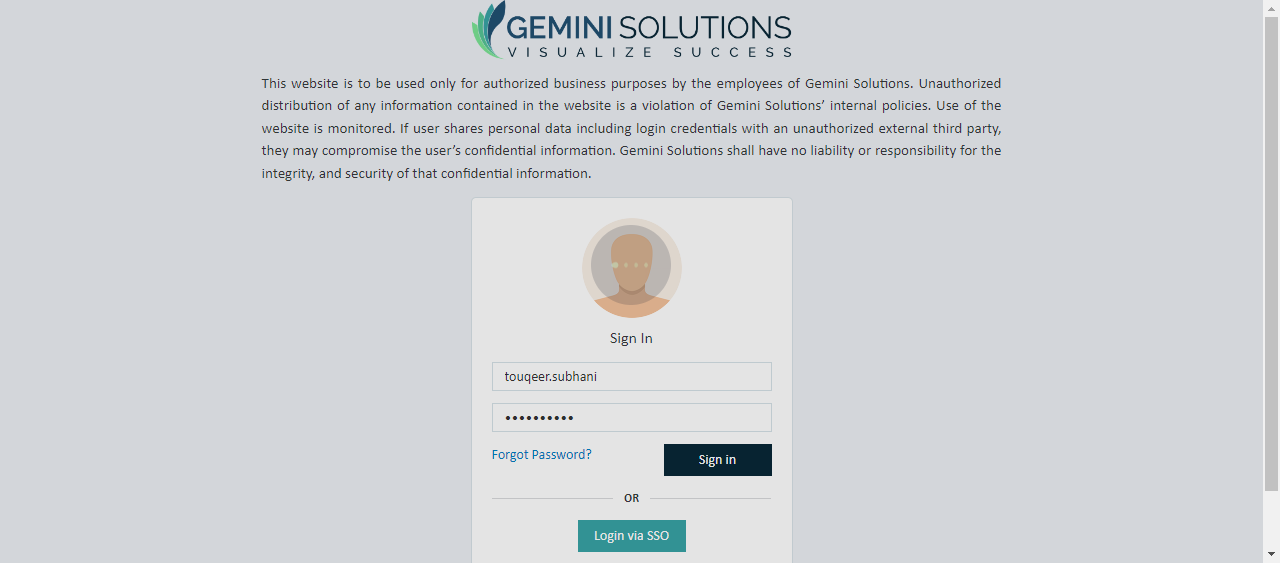 GEMINI SOLUTIONS
VISUALIZE SUCCESS
This website is to be used only for authorized business purposes by the employees of Gemini Solutions. Unauthorized
distribution of any information contained in the website is a violation of Gemini Solutions’ internal policies. Use of the
website is monitored. If user shares personal data including login credentials with an unauthorized external third party,
they may compromise the user’s confidential information. Gemini Solutions shall have no liability or responsibility for the
integrity, and security of that confidential information.
Sign In
touqeer.subhani
••••••••••
Forgot Password?
Sign in
OR
Login via SSO